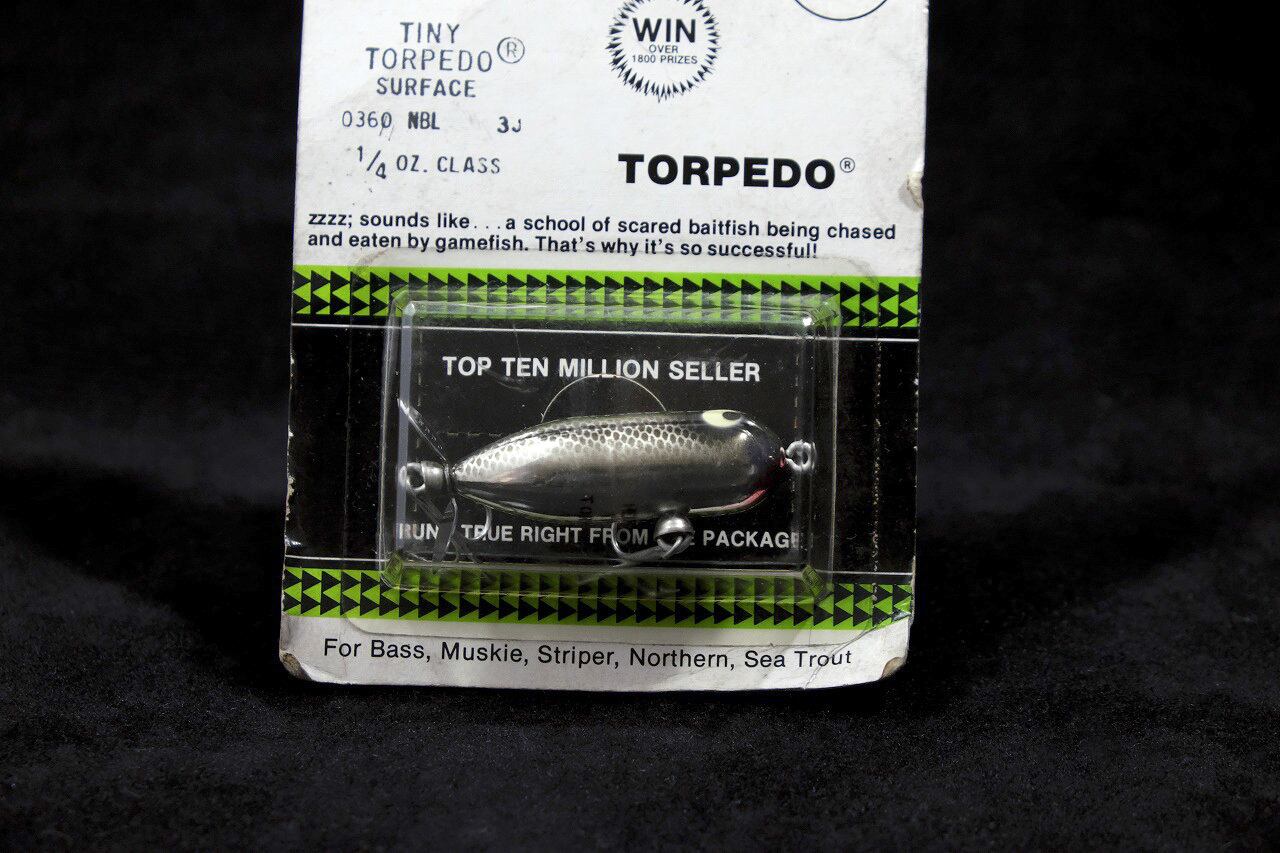 TINY
TORPEDO®
SURFACE
0360 NBL 3J
1/4 OZ. CLASS
WIN
OVER
1800 PRIZES
TORPEDO®
zzzz; sounds like...a school of scared baitfish being chased
and eaten by gamefish. That's why it's so successful!
TOP TEN MILLION SELLER
RUN TRUE RIGHT FROM PACKAGE
For Bass, Muskie, Striper, Northern, Sea Trout